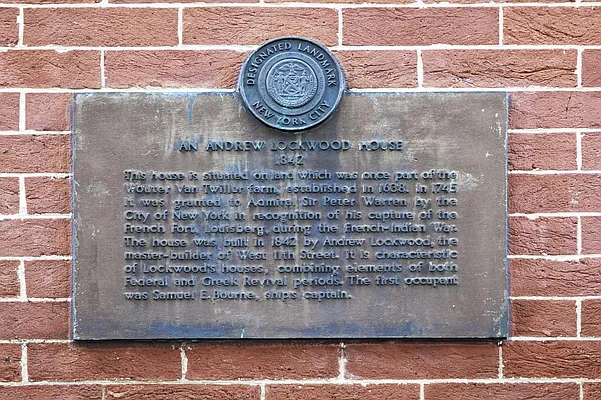 DESIGNATED LANDMARK
NEW YORK CITY
AN ANDREW LOCKWOOD HOUSE
1842
This house is situated on land which was once part of the
Wouter Van Twiller farm, established in 1638. In 1745
it was granted to Admiral Sir Peter Warren by the
City of New York in recognition of his capture of the
French Fort, Louisberg, during the French-Indian War.
The house was built in 1842 by Andrew Lockwood, the
master-builder of West 11th Street. It is characteristic
of Lockwood's houses, combining elements of both
Federal and Greek Revival periods. The first occupant
was Samuel E. Bourne, ship's captain.